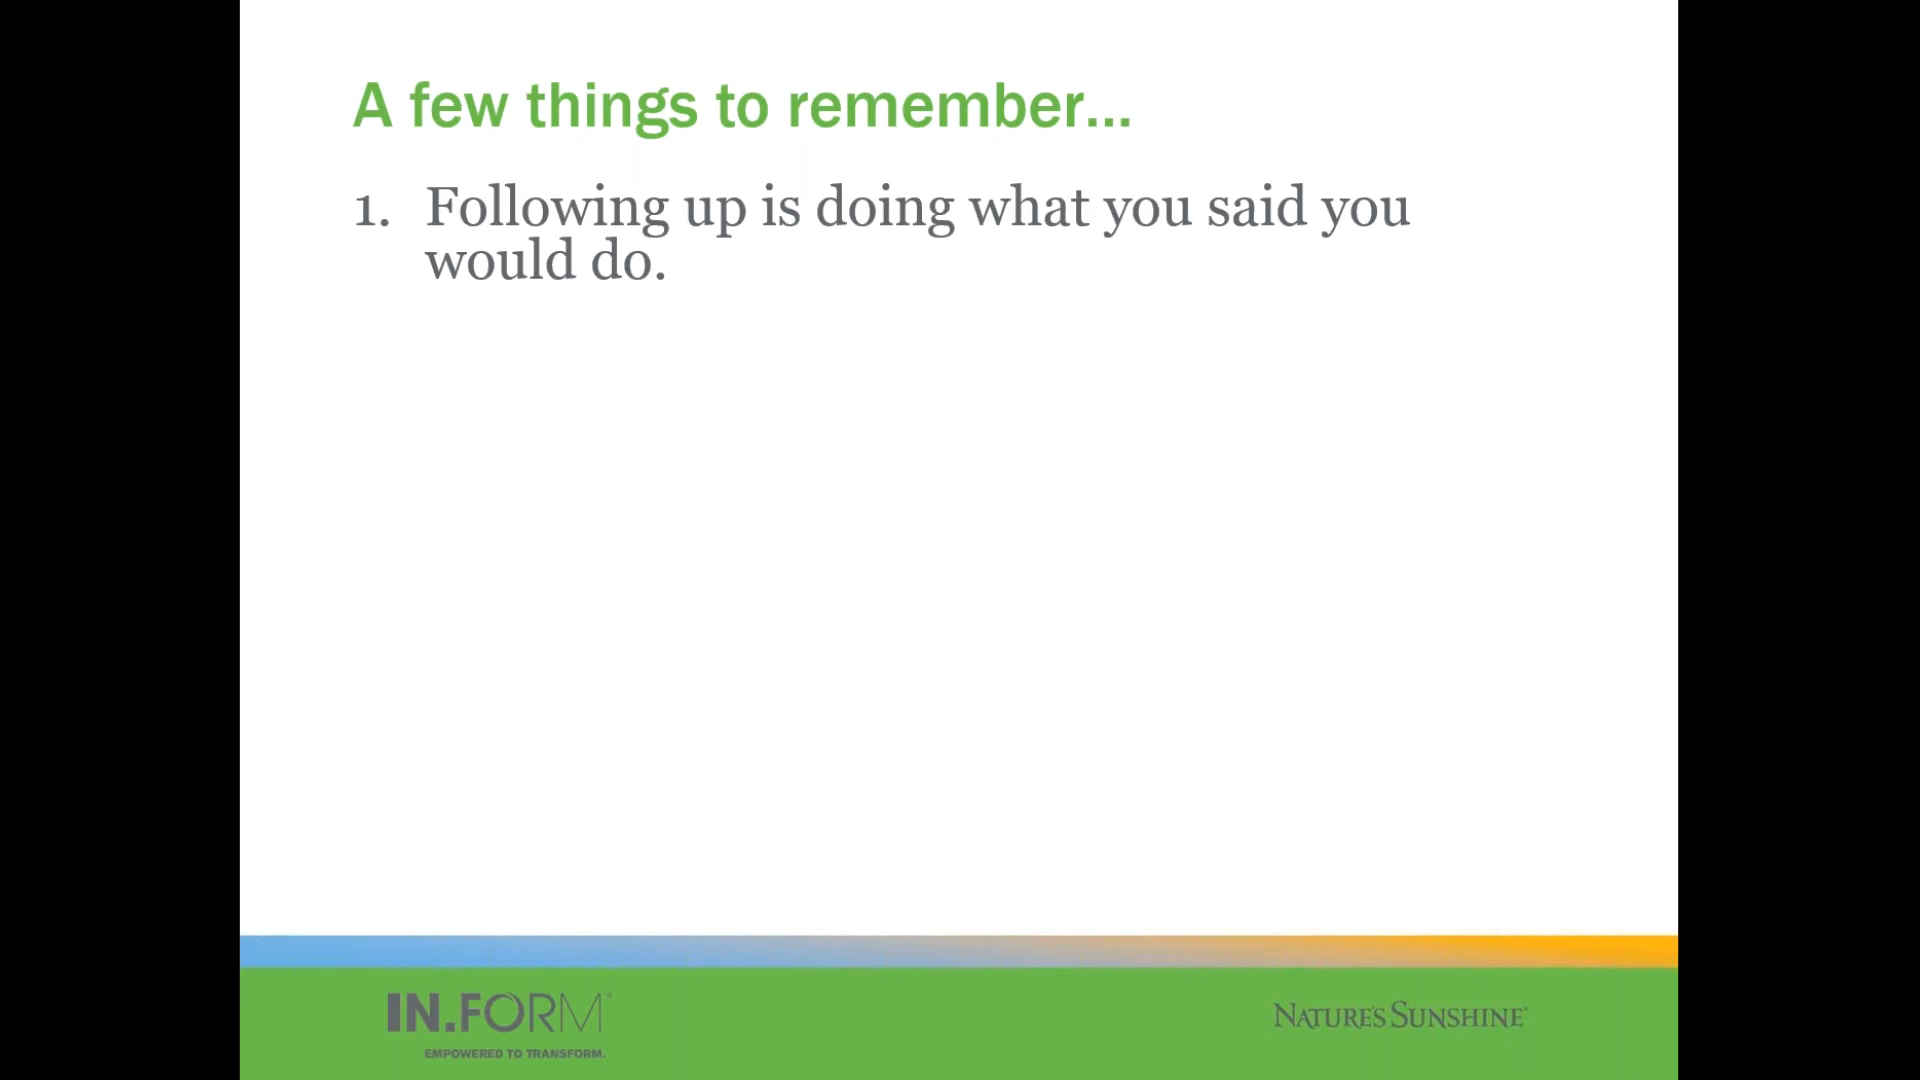 A few things to remember...
1. Following up is doing what you said you
would do.
IN.FORM™
EMPOWERED TO TRANSFORM.
NATURE'S SUNSHINE®